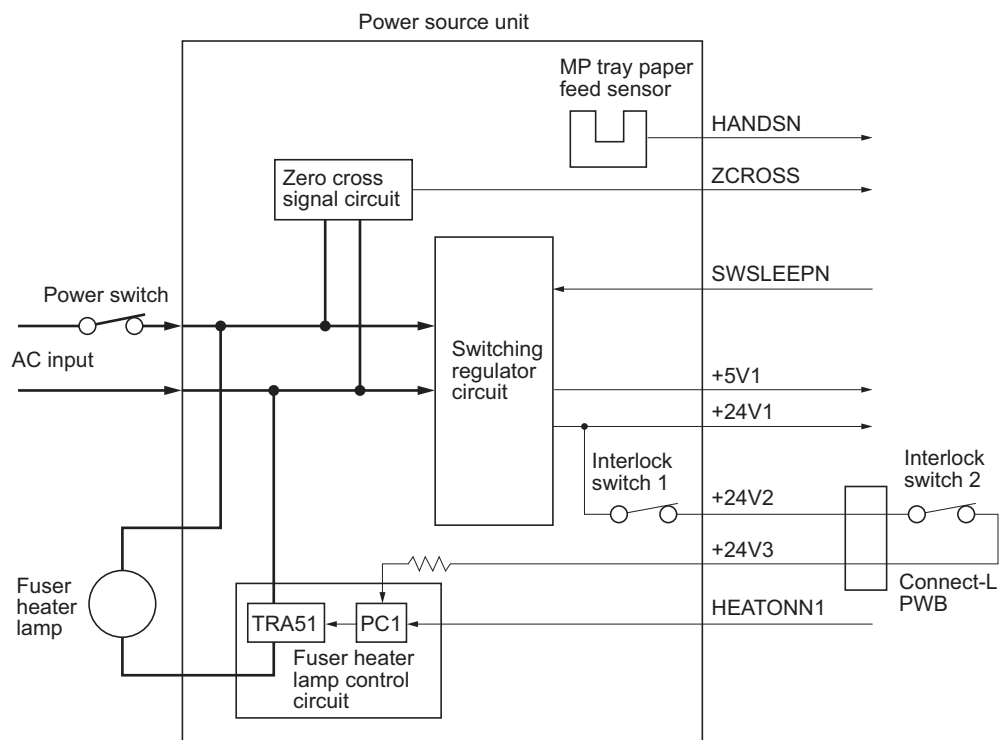 Power source unit
MP tray paper
feed sensor
HANDSN
Zero cross
signal circuit
ZCROSS
SWSLEEPN
Power switch
AC input
Switching
regulator
circuit
+5V1
+24V1
Interlock
switch 1
Interlock
switch 2
+24V2
+24V3
Connect-L
PWB
Fuser
heater
lamp
TRA51
PC1
HEATONN1
Fuser heater
lamp control
circuit